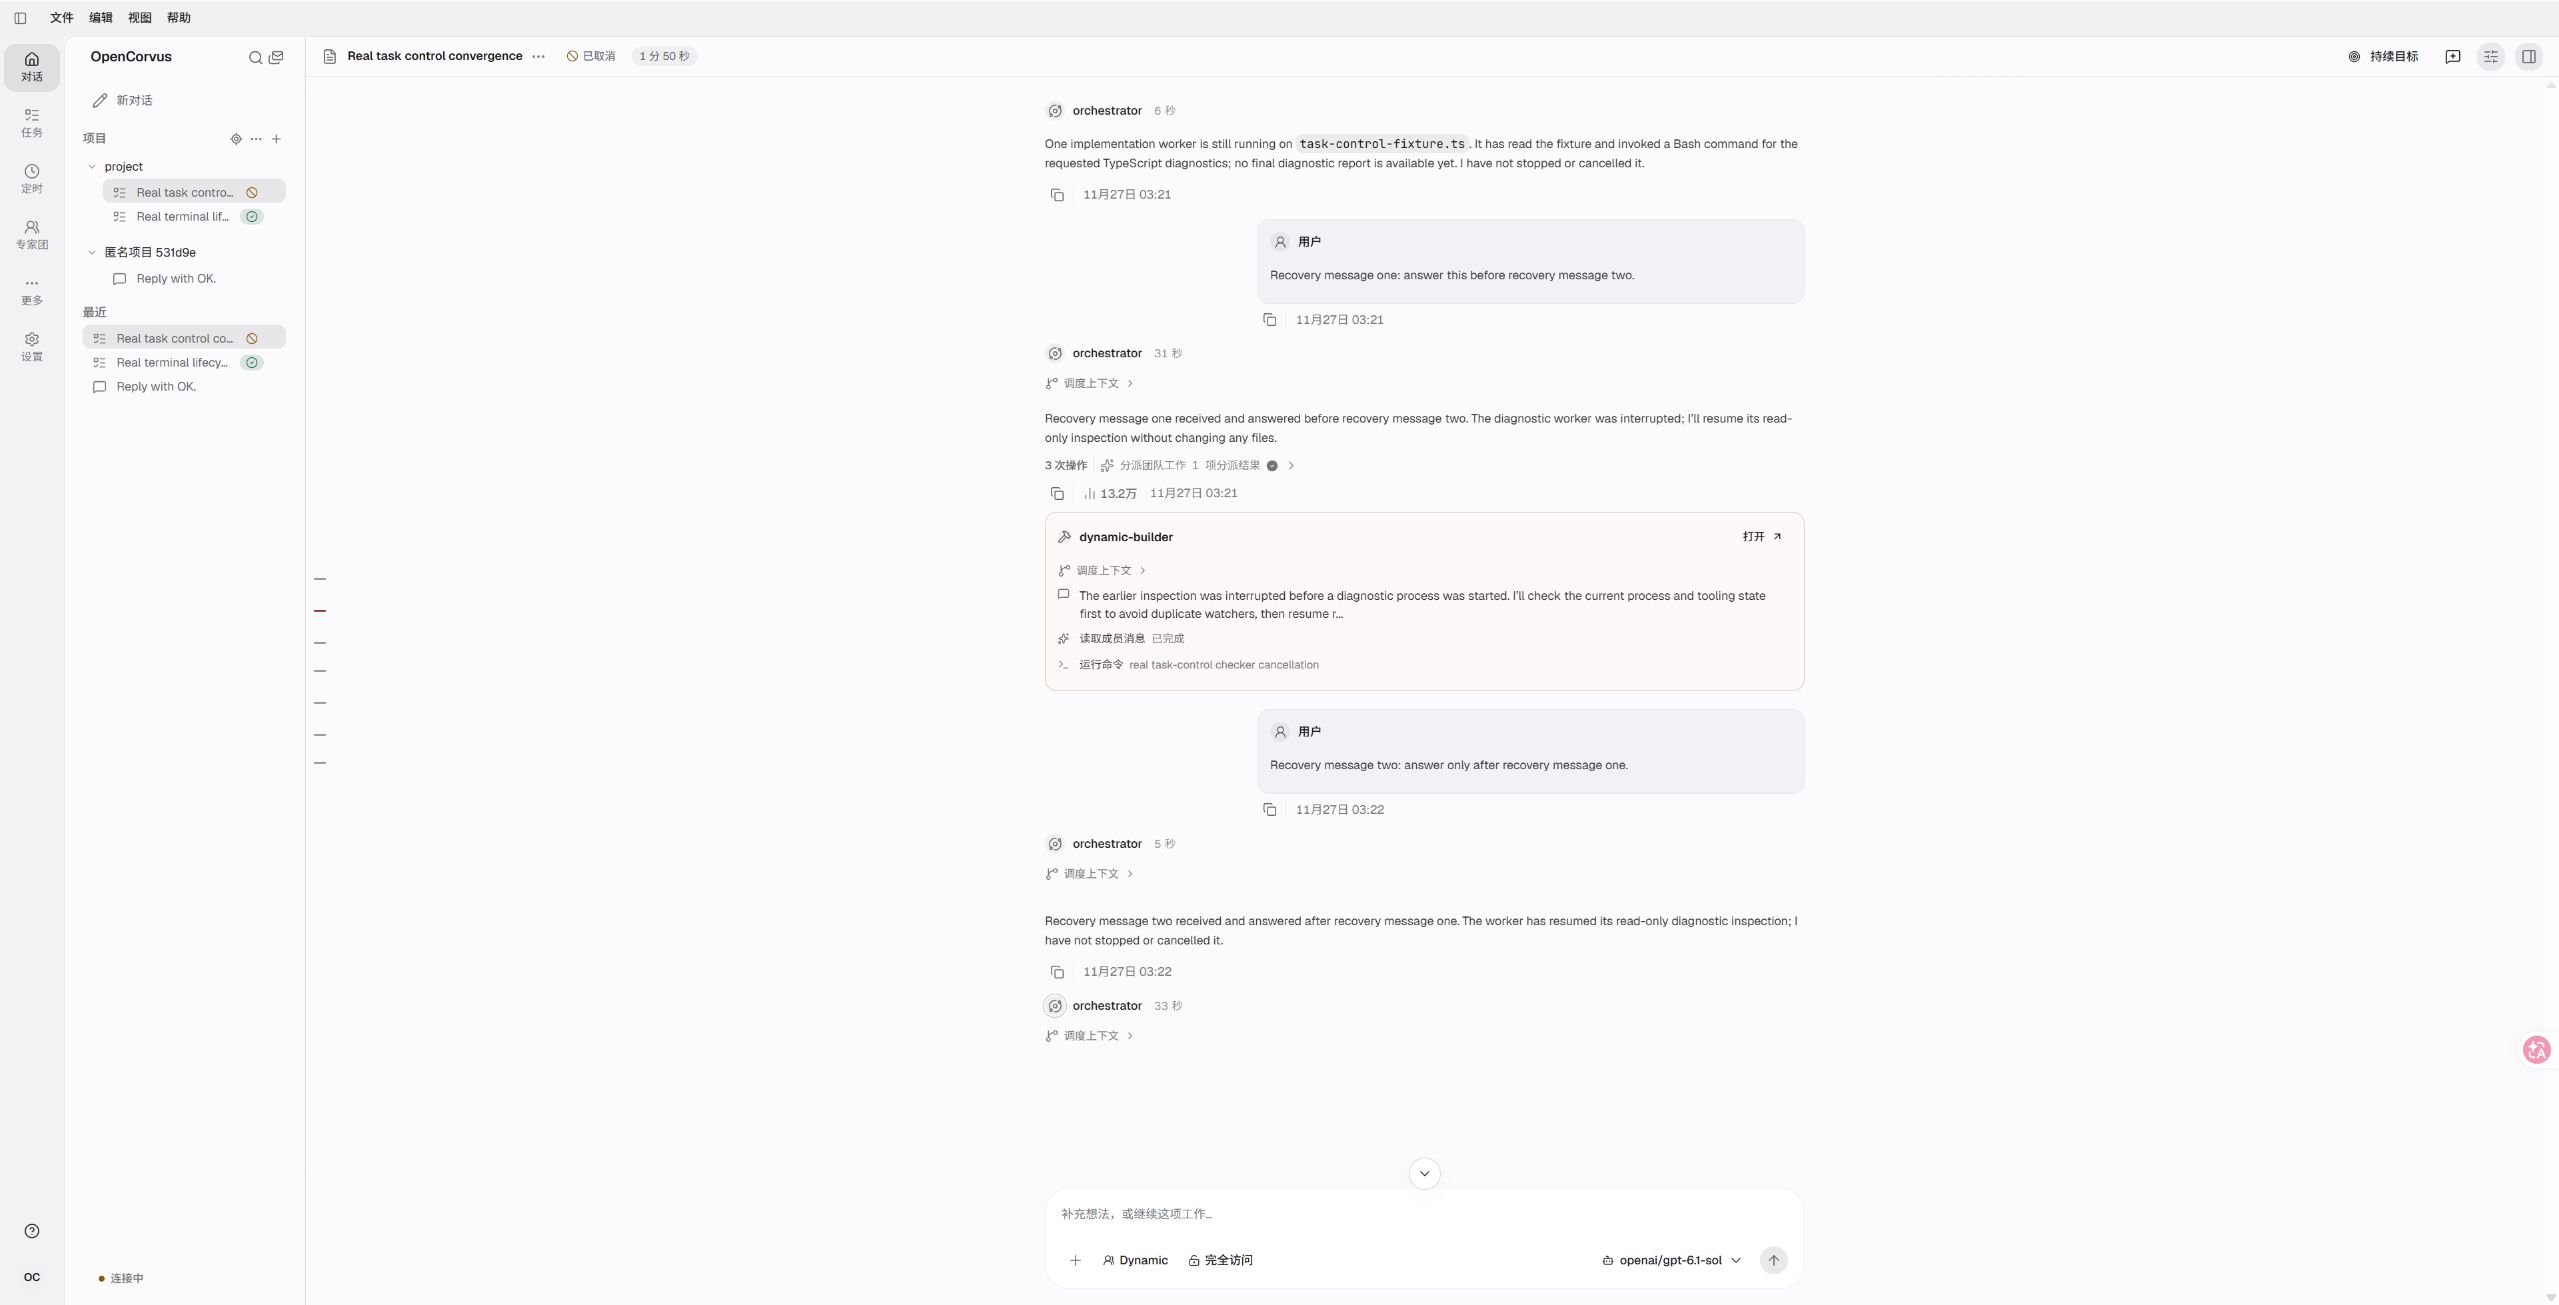 文件 编辑 视图 帮助
对话
任务
定时
专家团
更多
设置
OC
OpenCorvus
新对话
项目
project
Real task contro...
Real terminal lif...
匿名项目 531d9e
Reply with OK.
最近
Real task control co...
Real terminal lifecy...
Reply with OK.
连接中
Real task control convergence 已取消 1 分 50 秒
持续目标
orchestrator 6 秒
One implementation worker is still running on task-control-fixture.ts. It has read the fixture and invoked a Bash command for the
requested TypeScript diagnostics; no final diagnostic report is available yet. I have not stopped or cancelled it.
11月27日 03:21
用户
Recovery message one: answer this before recovery message two.
11月27日 03:21
orchestrator 31 秒
调度上下文
Recovery message one received and answered before recovery message two. The diagnostic worker was interrupted; I'll resume its read-
only inspection without changing any files.
3 次操作 分派团队工作 1 项分派结果
13.2万 11月27日 03:21
dynamic-builder 打开
调度上下文
The earlier inspection was interrupted before a diagnostic process was started. I'll check the current process and tooling state
first to avoid duplicate watchers, then resume r...
读取成员消息 已完成
运行命令 real task-control checker cancellation
用户
Recovery message two: answer only after recovery message one.
11月27日 03:22
orchestrator 5 秒
调度上下文
Recovery message two received and answered after recovery message one. The worker has resumed its read-only diagnostic inspection; I
have not stopped or cancelled it.
11月27日 03:22
orchestrator 33 秒
调度上下文
补充想法，或继续这项工作...
Dynamic 完全访问 openai/gpt-6.1-sol